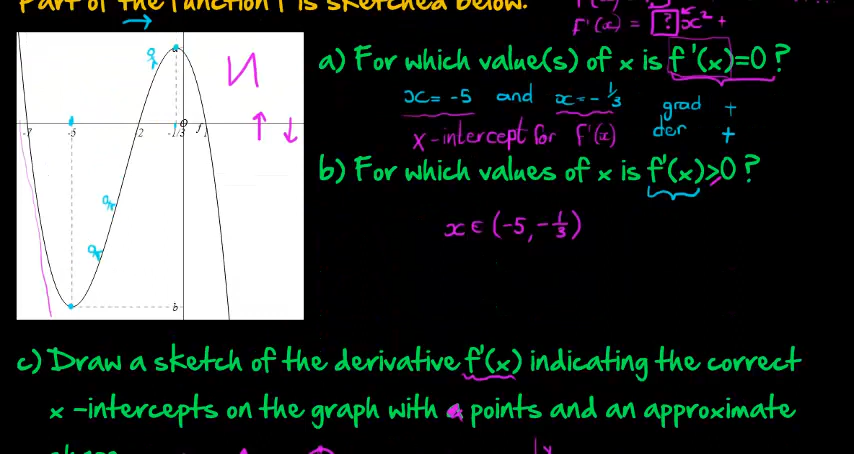 Part of the function f is sketched below.
f'(x) = [?]x² +
a) For which value(s) of x is f'(x)=0?
x = -5 and x = -1/3
grad +
x-intercept for f'(x)
der +
b) For which values of x is f'(x)>0?
x ∈ (-5, -1/3)
a
-7 -5 -2 -1/3 0 1
b
c) Draw a sketch of the derivative f'(x) indicating the correct
x-intercepts on the graph with 4 points and an approximate